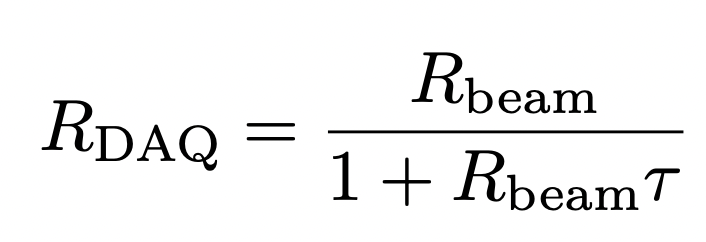 R_DAQ = R_beam / (1 + R_beam τ)